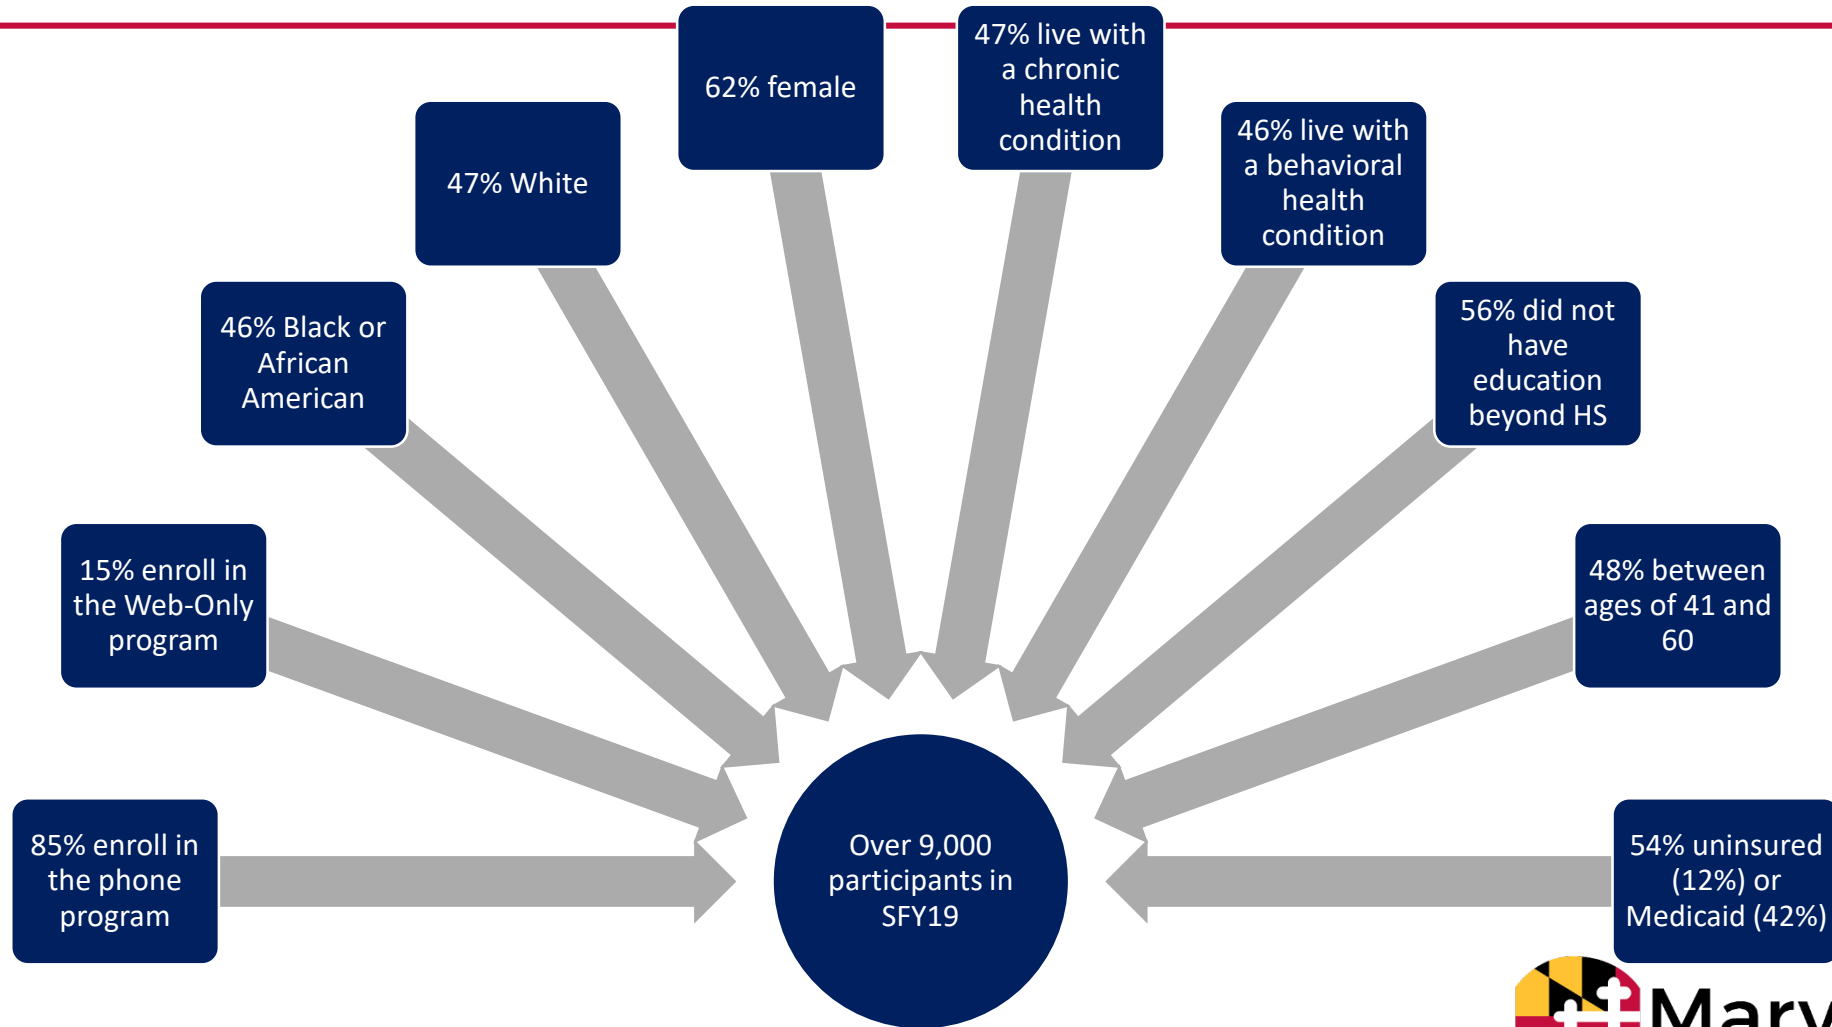 62% female
47% live with
a chronic
health
condition
47% White
46% live with
a behavioral
health
condition
46% Black or
African
American
56% did not
have
education
beyond HS
15% enroll in
the Web-Only
program
48% between
ages of 41 and
60
85% enroll in
the phone
program
Over 9,000
participants in
SFY19
54% uninsured
(12%) or
Medicaid (42%)
Mary